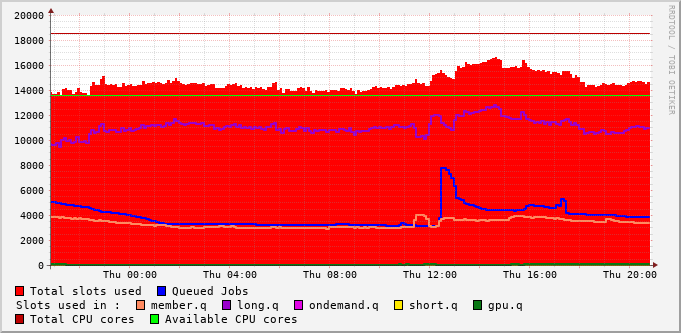 20000
18000
16000
14000
12000
10000
8000
6000
4000
2000
0
Thu 00:00 Thu 04:00 Thu 08:00 Thu 12:00 Thu 16:00 Thu 20:00
Total slots used Queued Jobs
Slots used in : member.q long.q ondemand.q short.q gpu.q
Total CPU cores Available CPU cores
RRDTOOL / TOBI OETIKER